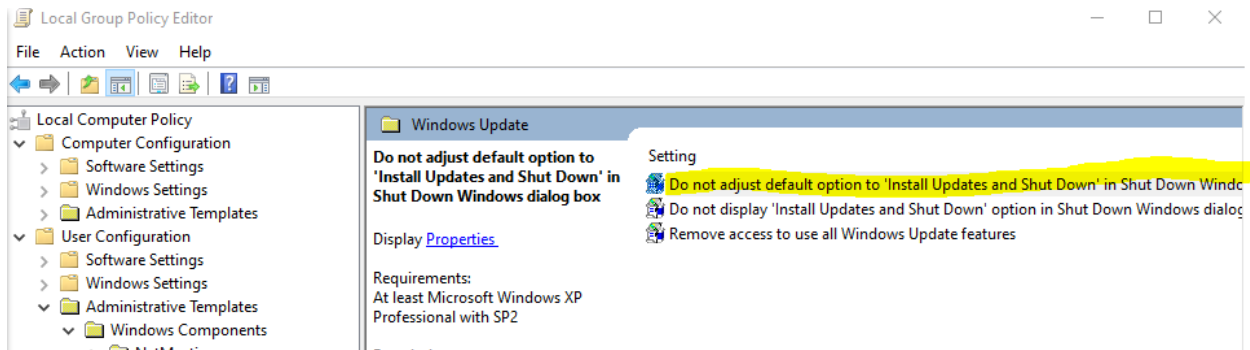 Local Group Policy Editor
File Action View Help
Local Computer Policy
Computer Configuration
Software Settings
Windows Settings
Administrative Templates
User Configuration
Software Settings
Windows Settings
Administrative Templates
Windows Components
Windows Update
Do not adjust default option to
'Install Updates and Shut Down' in
Shut Down Windows dialog box
Display Properties
Requirements:
At least Microsoft Windows XP
Professional with SP2
Setting
Do not adjust default option to 'Install Updates and Shut Down' in Shut Down Windo
Do not display 'Install Updates and Shut Down' option in Shut Down Windows dialog
Remove access to use all Windows Update features